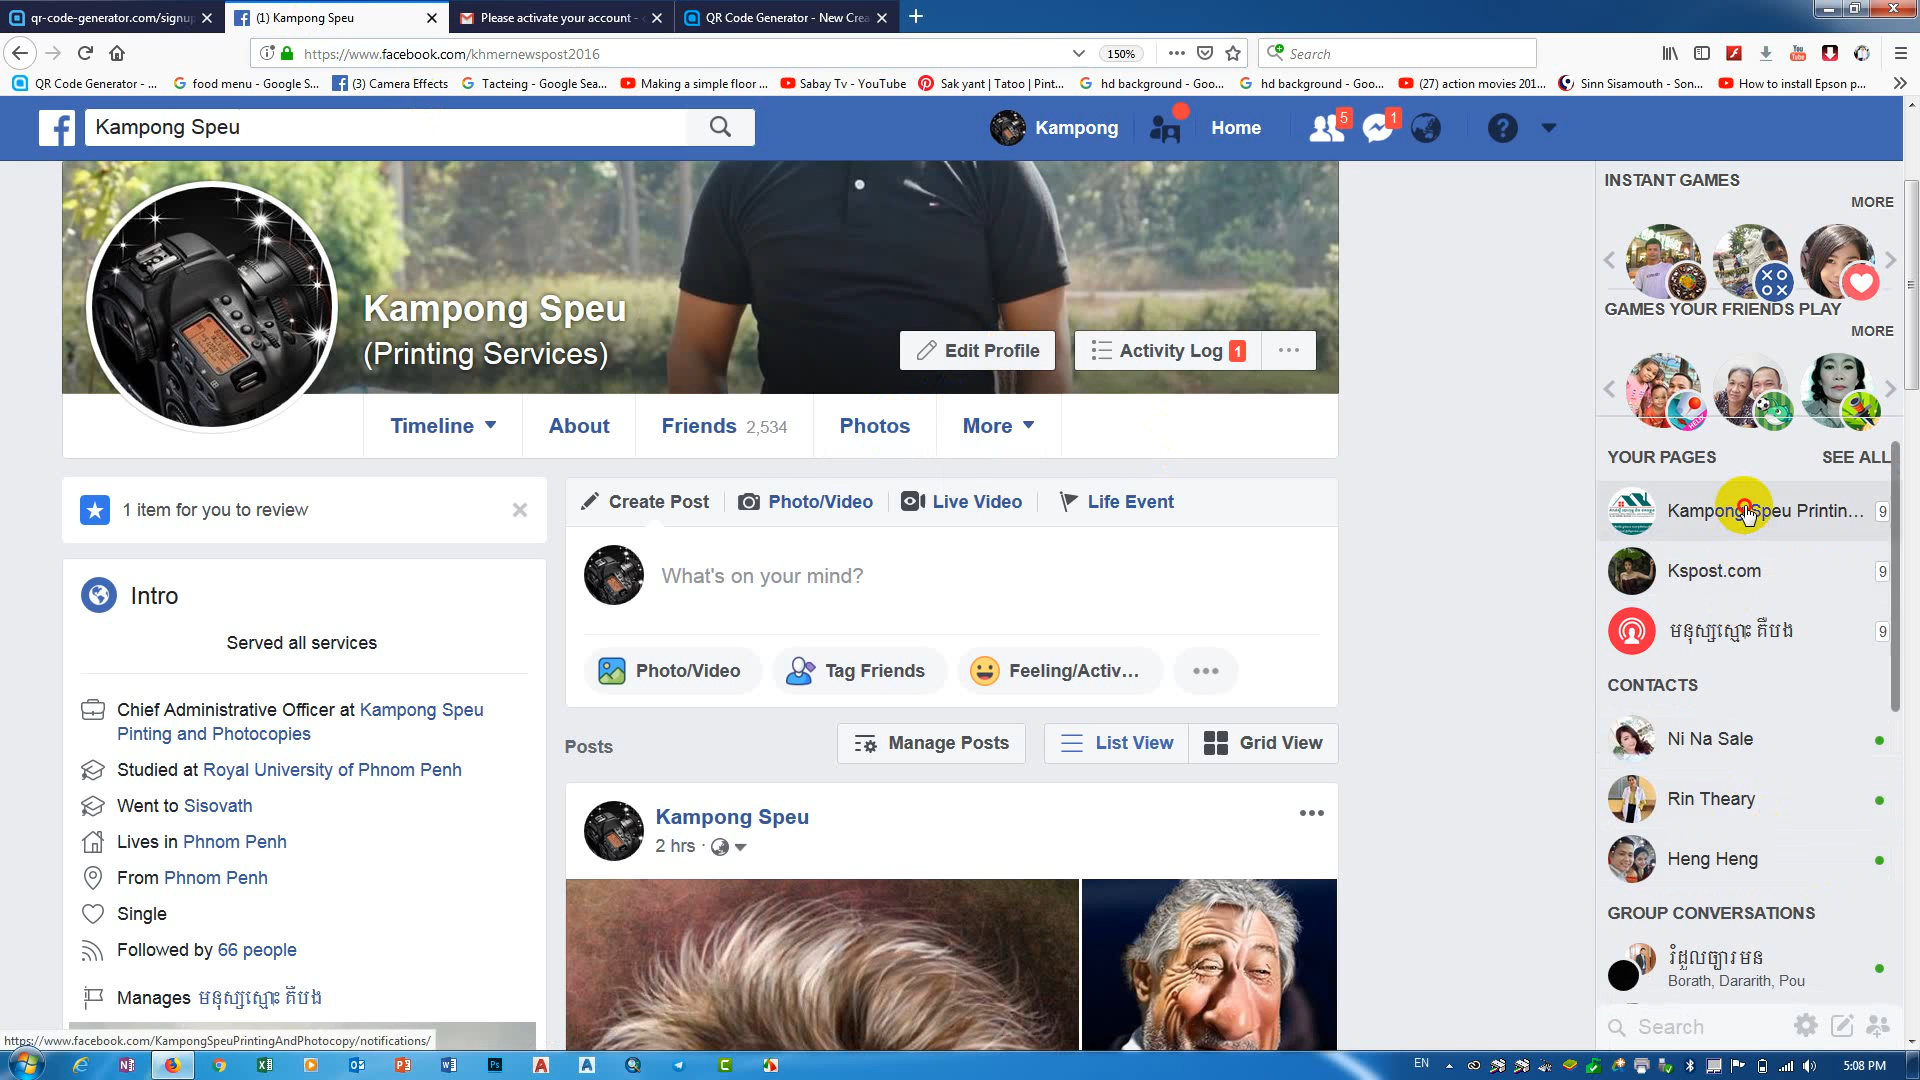 qr-code-generator.com/signup
(1) Kampong Speu
Please activate your account -
QR Code Generator - New Crea
https://www.facebook.com/khmernewspost2016
150%
Search
QR Code Generator - ...
food menu - Google S...
(3) Camera Effects
Tacteing - Google Sea...
Making a simple floor ...
Sabay Tv - YouTube
Sak yant | Tatoo | Pint...
hd background - Goo...
hd background - Goo...
(27) action movies 201...
Sinn Sisamouth - Son...
How to install Epson p...
Kampong Speu
Kampong
Home
5
1
Kampong Speu
(Printing Services)
Edit Profile
Activity Log 1
Timeline
About
Friends 2,534
Photos
More
1 item for you to review
Intro
Served all services
Chief Administrative Officer at Kampong Speu
Pinting and Photocopies
Studied at Royal University of Phnom Penh
Went to Sisovath
Lives in Phnom Penh
From Phnom Penh
Single
Followed by 66 people
Manages មនុស្សស្មោះ គឺបង
https://www.facebook.com/KampongSpeuPrintingAndPhotocopy/notifications/
Create Post
Photo/Video
Live Video
Life Event
What's on your mind?
Photo/Video
Tag Friends
Feeling/Activ...
Posts
Manage Posts
List View
Grid View
Kampong Speu
2 hrs ·
INSTANT GAMES
MORE
GAMES YOUR FRIENDS PLAY
MORE
YOUR PAGES
SEE ALL
Kampong Speu Printin... 9
Kspost.com 9
មនុស្សស្មោះ គឺបង 9
CONTACTS
Ni Na Sale
Rin Theary
Heng Heng
GROUP CONVERSATIONS
Borath, Dararith, Pou
Search
EN
5:08 PM